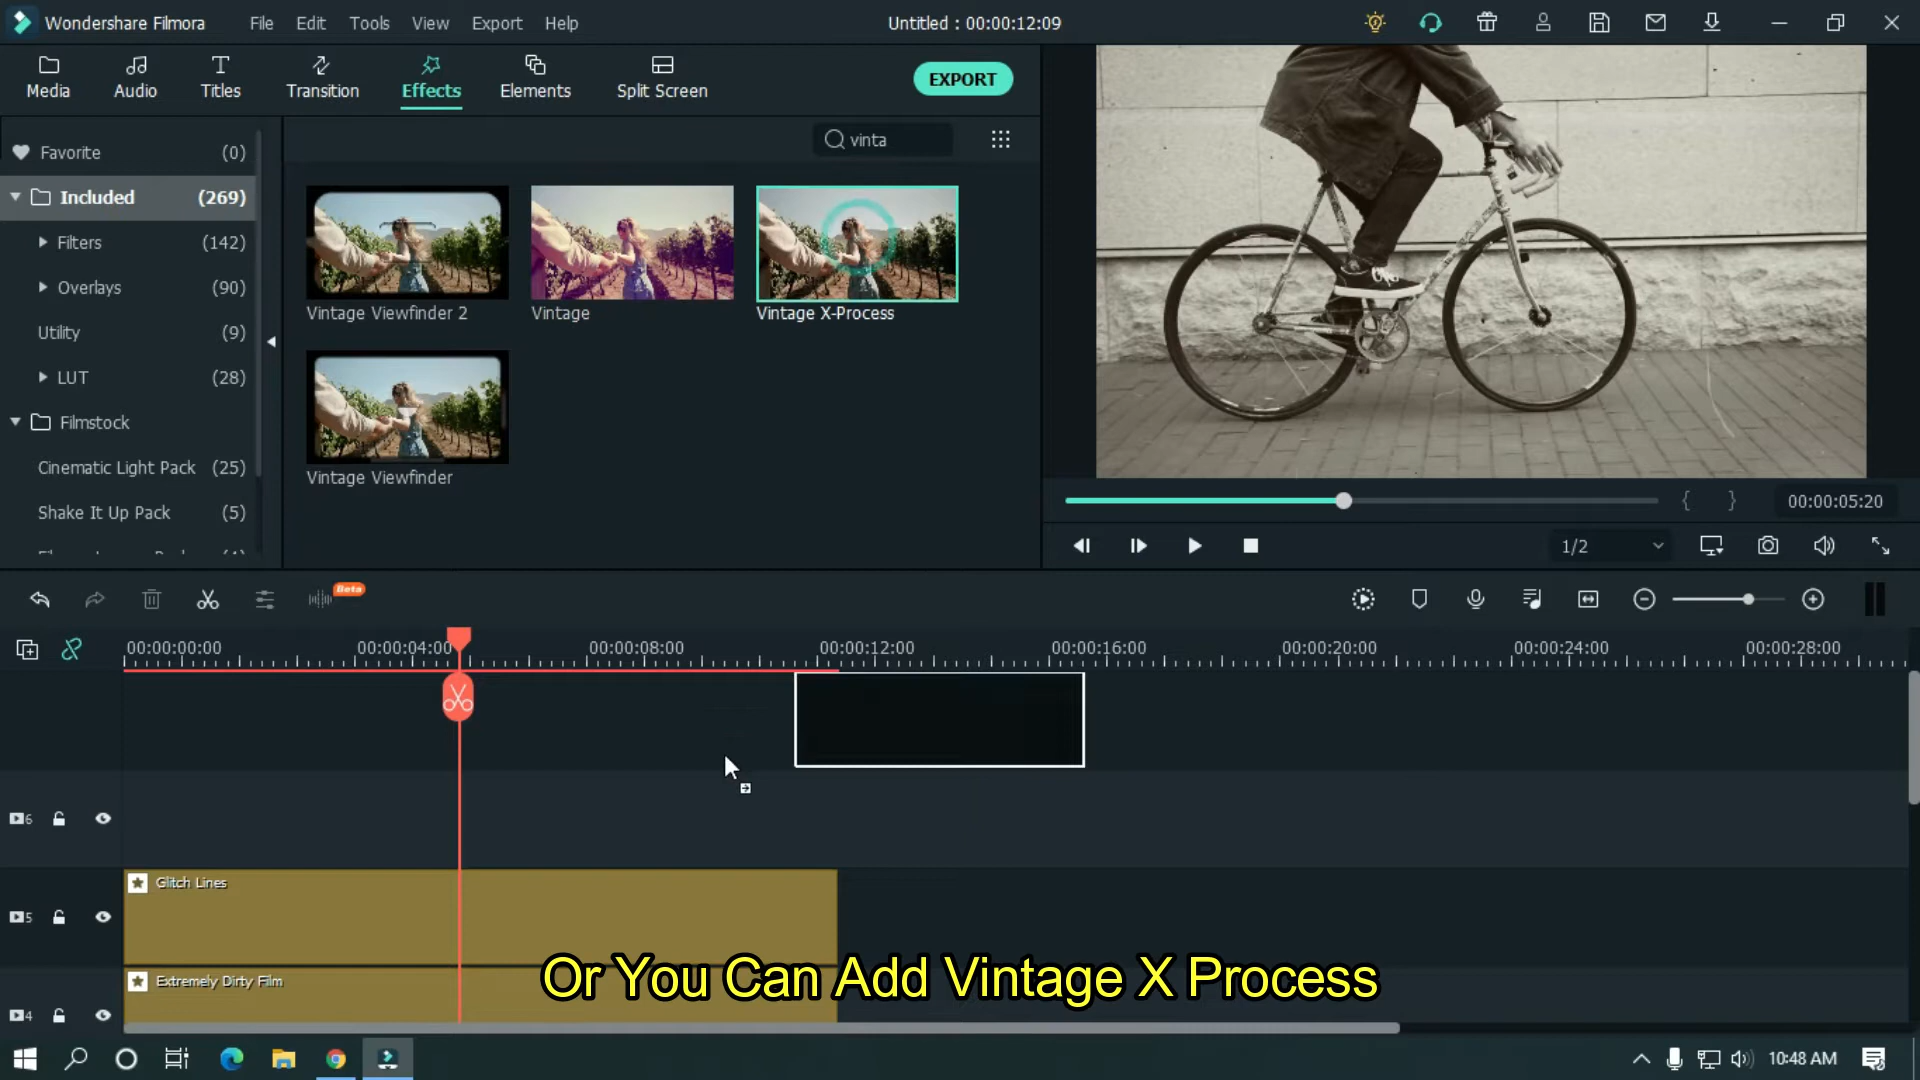 Wondershare Filmora
File Edit Tools View Export Help
Untitled : 00:00:12:09
Media Audio Titles Transition Effects Elements Split Screen
EXPORT
Favorite (0)
vinta
Included (269)
Filters (142)
Overlays (90)
Utility (9)
LUT (28)
Filmstock
Cinematic Light Pack (25)
Shake It Up Pack (5)
Vintage Viewfinder 2
Vintage
Vintage X-Process
Vintage Viewfinder
00:00:05:20
1/2
Beta
00:00:00:00 00:00:04:00 00:00:08:00 00:00:12:00 00:00:16:00 00:00:20:00 00:00:24:00 00:00:28:00
6
Glitch Lines
5
Extremely Dirty Film
4
Or You Can Add Vintage X Process
10:48 AM